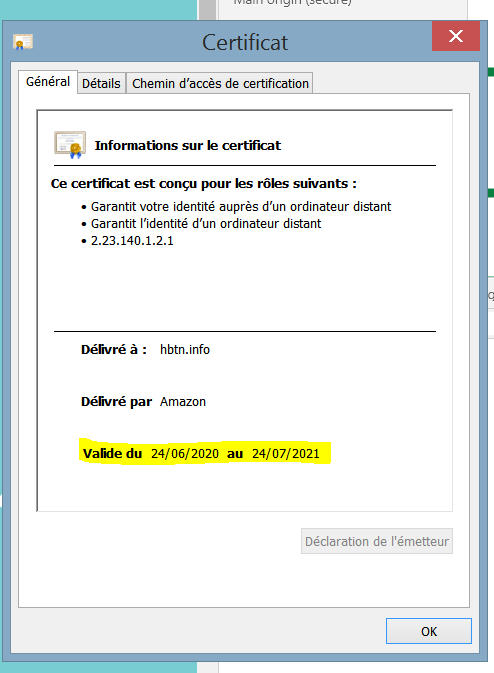 Main origin (secure)
Certificat
Général Détails Chemin d’accès de certification
Informations sur le certificat
Ce certificat est conçu pour les rôles suivants :
• Garantit votre identité auprès d’un ordinateur distant
• Garantit l’identité d’un ordinateur distant
• 2.23.140.1.2.1
Délivré à : hbtn.info
Délivré par Amazon
Valide du 24/06/2020 au 24/07/2021
Déclaration de l'émetteur
OK